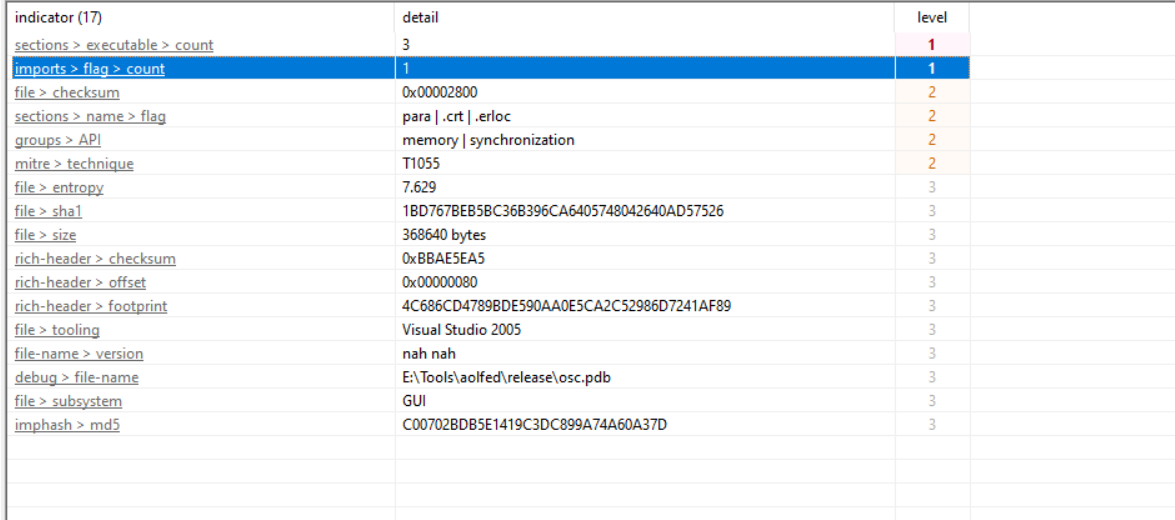 indicator (17) detail level
sections > executable > count 3 1
imports > flag > count 1 1
file > checksum 0x00002800 2
sections > name > flag para | .crt | .erloc 2
groups > API memory | synchronization 2
mitre > technique T1055 2
file > entropy 7.629 3
file > sha1 1BD767BEB5BC36B396CA6405748042640AD57526 3
file > size 368640 bytes 3
rich-header > checksum 0xBBAE5EA5 3
rich-header > offset 0x00000080 3
rich-header > footprint 4C686CD4789BDE590AA0E5CA2C52986D7241AF89 3
file > tooling Visual Studio 2005 3
file-name > version nah nah 3
debug > file-name E:\Tools\aolfed\release\osc.pdb 3
file > subsystem GUI 3
imphash > md5 C00702BDB5E1419C3DC899A74A60A37D 3